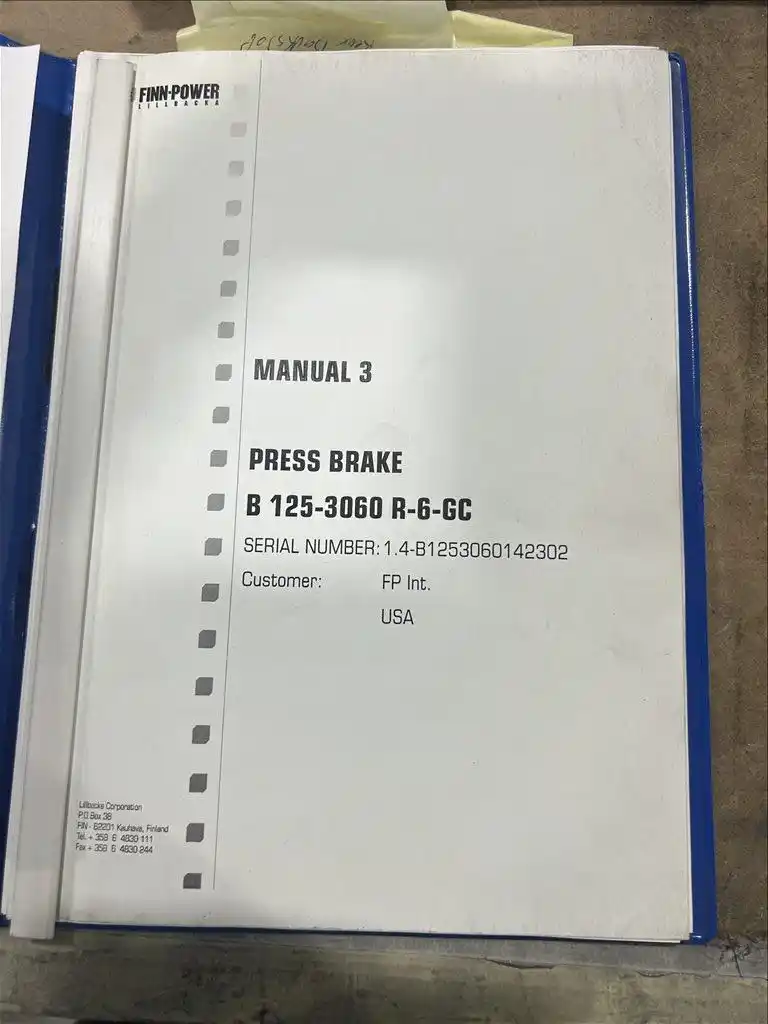 Rear Backstop
FINN-POWER
LILLBACKA
MANUAL 3
PRESS BRAKE
B 125-3060 R-6-GC
SERIAL NUMBER: 1.4-B1253060142302
Customer: FP Int.
USA
Lillbacka Corporation
P.O.Box 38
FIN - 62201 Kauhava, Finland
Tel. + 358 6 4830 111
Fax + 358 6 4830 244